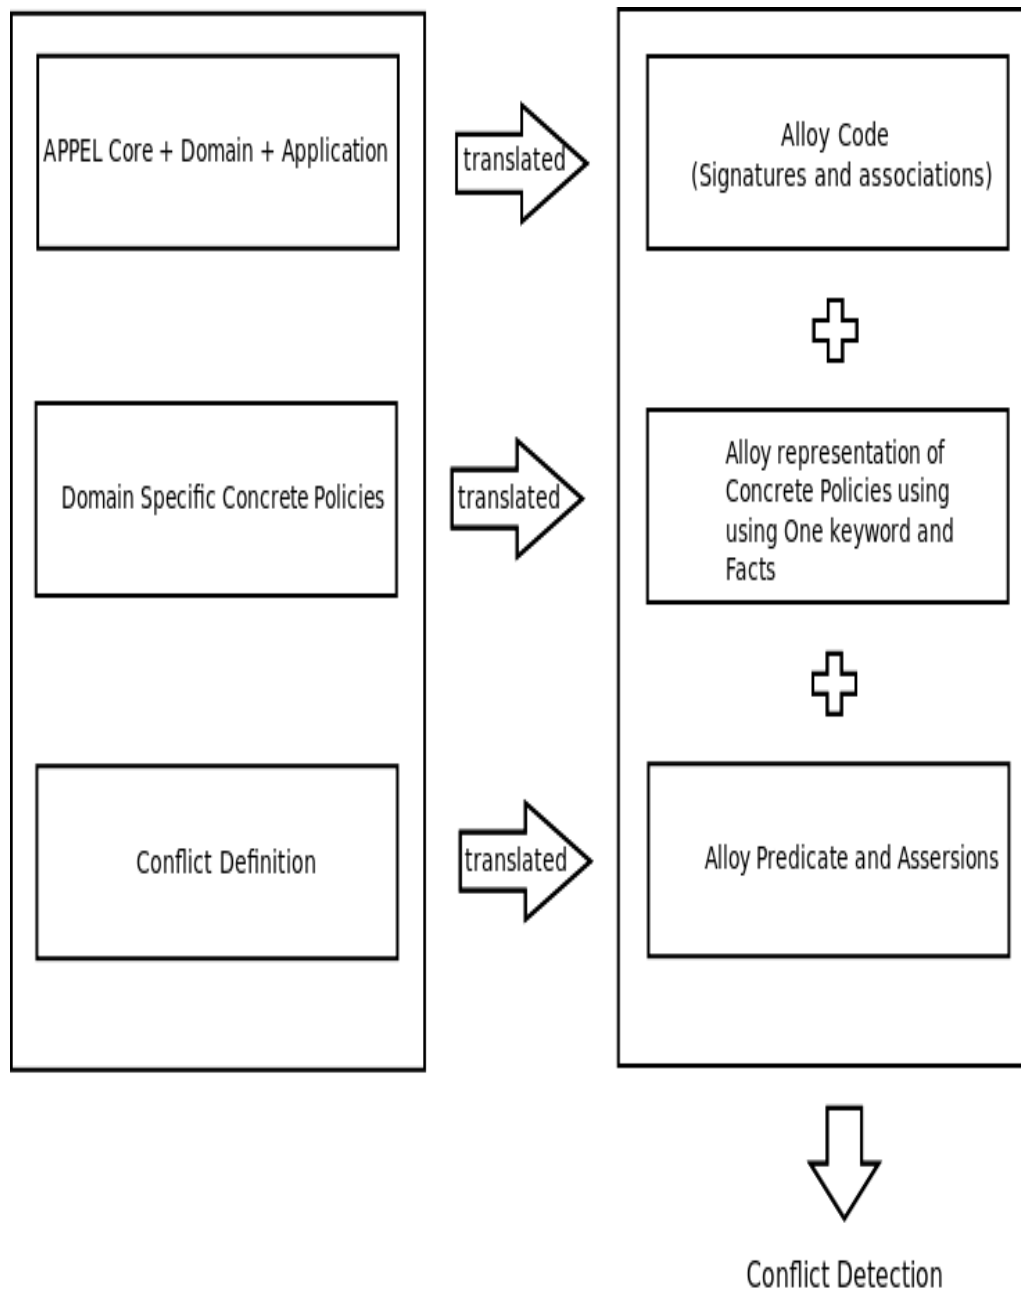 APPEL Core + Domain + Application
translated
Alloy Code
(Signatures and associations)
Domain Specific Concrete Policies
translated
Alloy representation of
Concrete Policies using
using One keyword and
Facts
Conflict Definition
translated
Alloy Predicate and Assersions
Conflict Detection